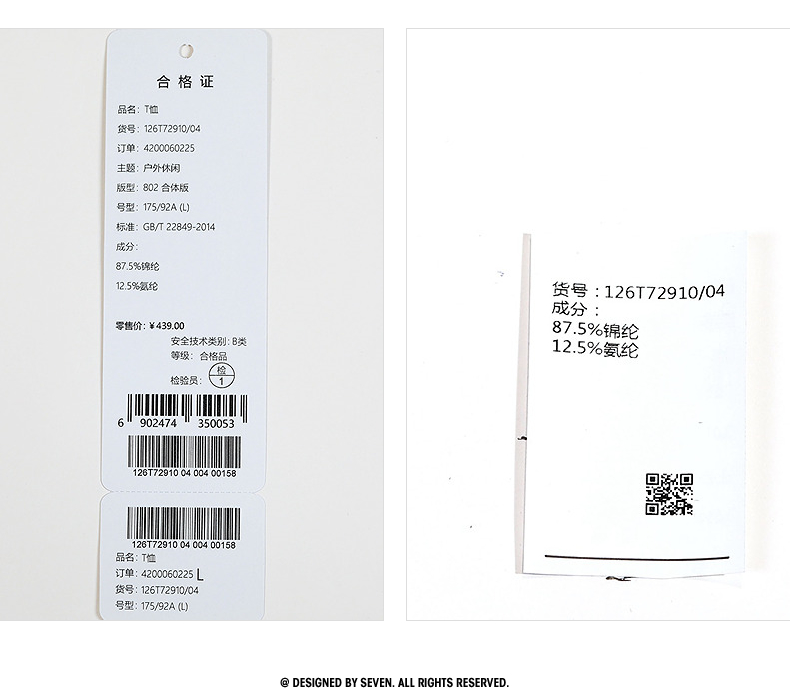 合格证
品名: T恤
货号: 126T72910/04
订单: 4200060225
主题: 户外休闲
版型: 802 合体版
号型: 175/92A (L)
标准: GB/T 22849-2014
成分:
87.5%锦纶
12.5%氨纶
零售价: ¥439.00
安全技术类别: B类
等级: 合格品
检验员: 检 1
6 902474 350053
126T72910 04 004 00158
126T72910 04 004 00158
品名: T恤
订单: 4200060225 L
货号: 126T72910/04
号型: 175/92A (L)
货号 : 126T72910/04
成分 :
87.5%锦纶
12.5%氨纶
@ DESIGNED BY SEVEN. ALL RIGHTS RESERVED.